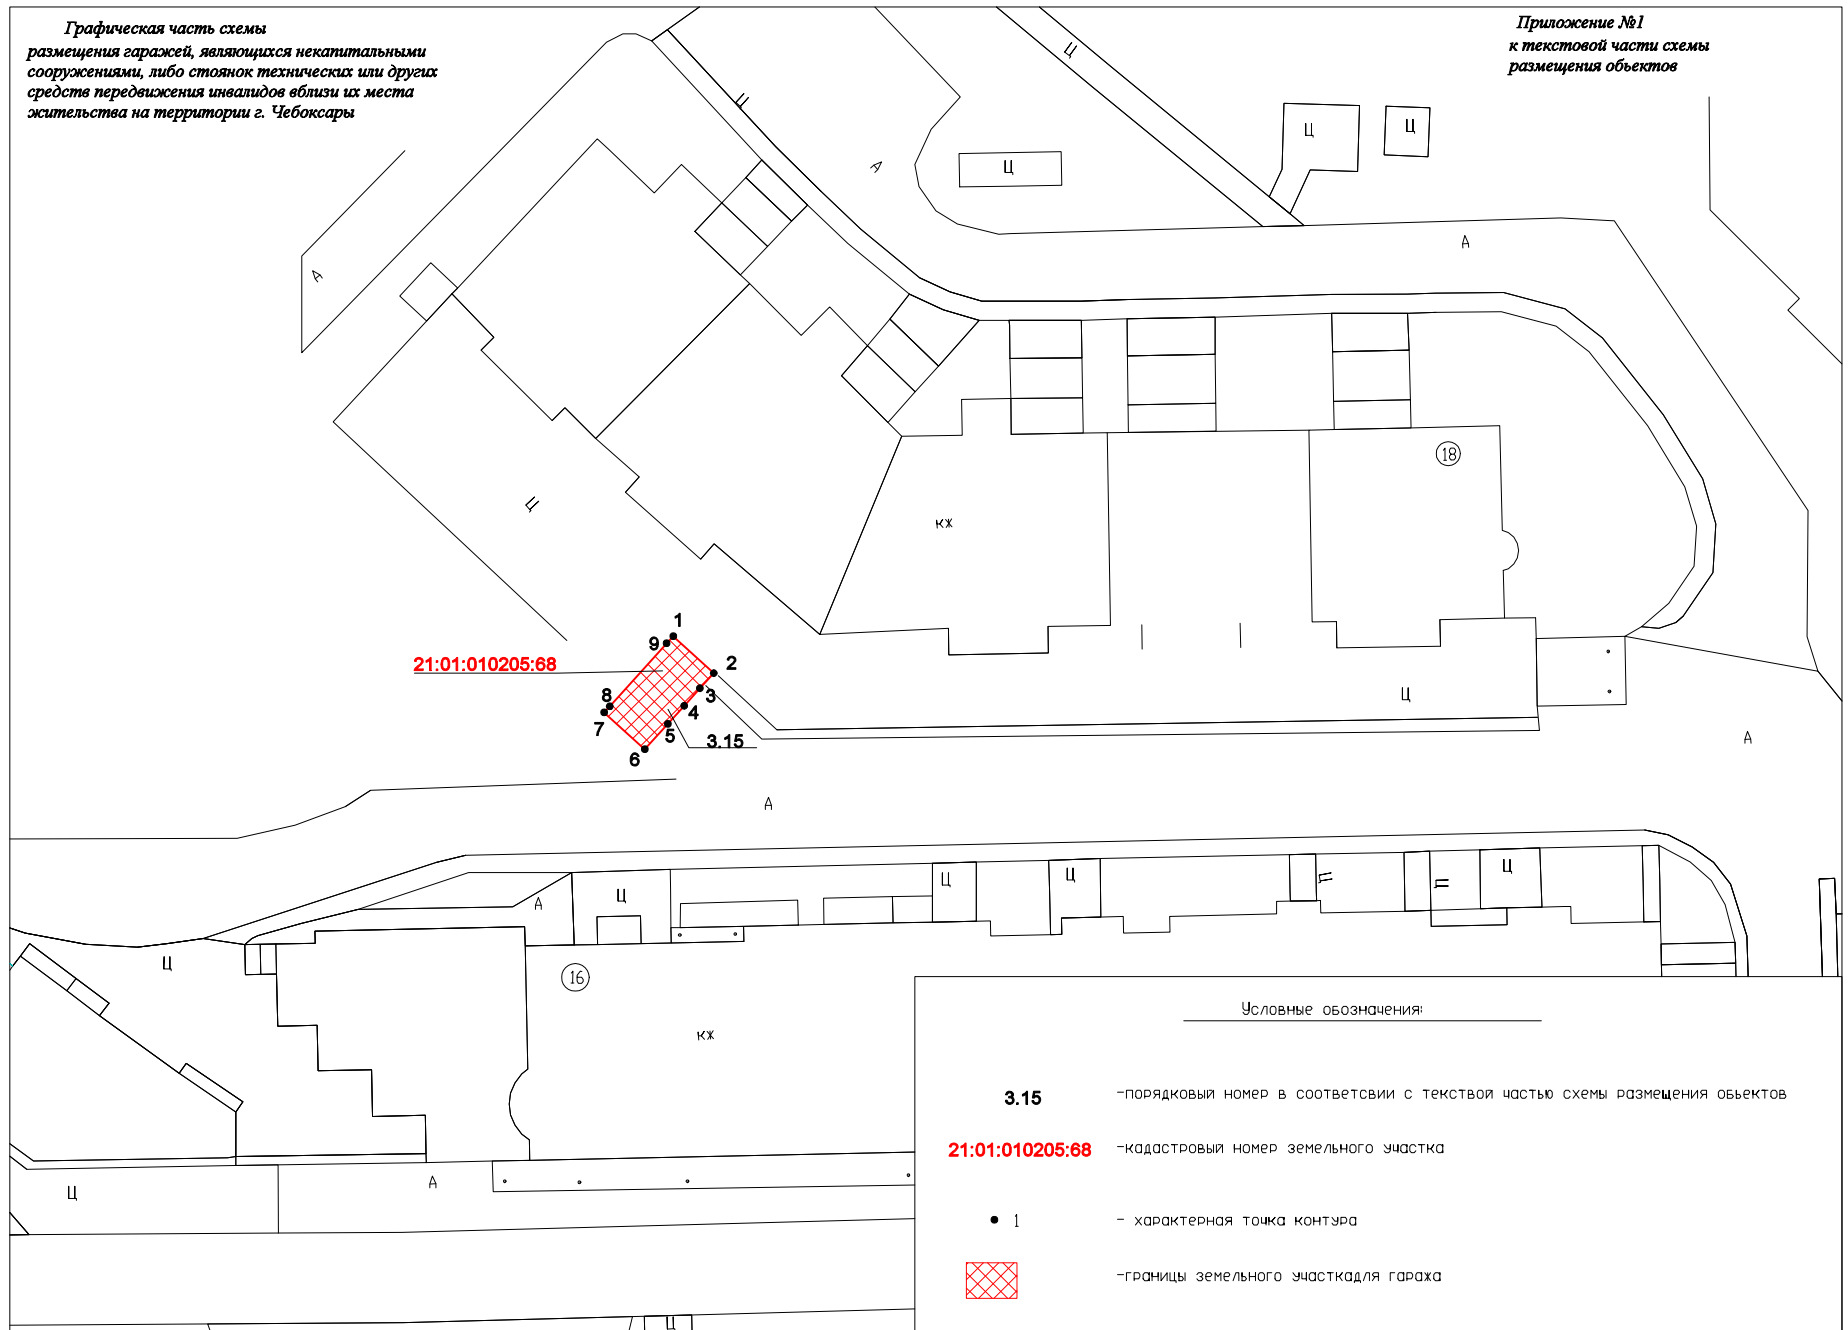 Графическая часть схемы
размещения гаражей, являющихся некапитальными
сооружениями, либо стоянок технических или других
средств передвижения инвалидов вблизи их места
жительства на территории г. Чебоксары
Приложение №1
к текстовой части схемы
размещения объектов
Ц
Ц
Ц
Ц
Ц
А
А
А
18
Ц
кж
1
9
2
21:01:010205:68
8
3
Ц
4
7
5
3.15
6
А
А
Ц
Ц
Ц
Ц
П
П
А
Ц
16
кж
Ц
А
Ц
Условные обозначения:
3.15
-порядковый номер в соответсвии с текствой частью схемы размещения объектов
21:01:010205:68
-кадастровый номер земельного участка
1
- характерная точка контура
-границы земельного участкадля гаража